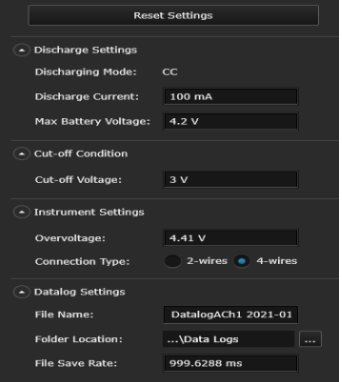 Reset Settings
Discharge Settings
Discharging Mode: CC
Discharge Current: 100 mA
Max Battery Voltage: 4.2 V
Cut-off Condition
Cut-off Voltage: 3 V
Instrument Settings
Overvoltage: 4.41 V
Connection Type: 2-wires 4-wires
Datalog Settings
File Name: DatalogACh1 2021-01
Folder Location: ...\Data Logs ...
File Save Rate: 999.6288 ms